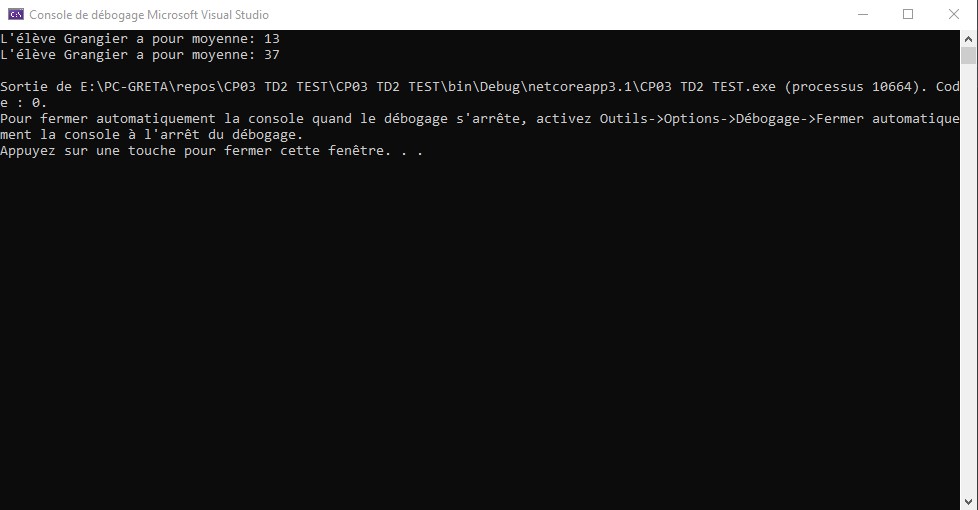 Console de débogage Microsoft Visual Studio
L'élève Grangier a pour moyenne: 13
L'élève Grangier a pour moyenne: 37
Sortie de E:\PC-GRETA\repos\CP03 TD2 TEST\CP03 TD2 TEST\bin\Debug\netcoreapp3.1\CP03 TD2 TEST.exe (processus 10664). Cod
e : 0.
Pour fermer automatiquement la console quand le débogage s'arrête, activez Outils->Options->Débogage->Fermer automatique
ment la console à l'arrêt du débogage.
Appuyez sur une touche pour fermer cette fenêtre. . .